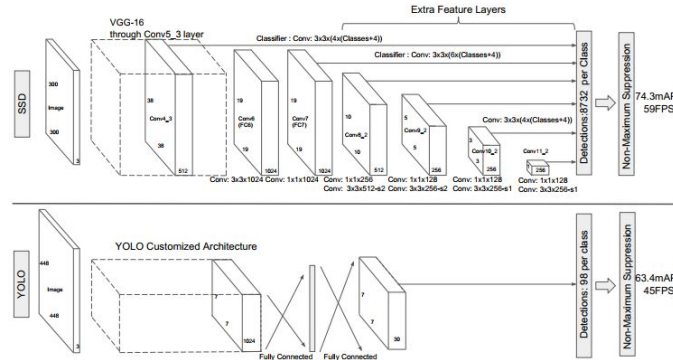 Extra Feature Layers
VGG-16
through Conv5_3 layer
Classifier : Conv: 3x3x(4x(Classes+4))
Classifier : Conv: 3x3x(6x(Classes+4))
SSD
300
Image
300
3
38
Conv4_3
38
512
19
Conv6
(FC6)
19
1024
19
Conv7
(FC7)
19
1024
10
Conv8_2
10
512
5
Conv9_2
5
256
Conv: 3x3x(4x(Classes+4))
3
Conv10_2
3
256
Conv11_2
1
256
Conv: 3x3x1024
Conv: 1x1x1024
Conv: 1x1x256
Conv: 3x3x512-s2
Conv: 1x1x128
Conv: 3x3x256-s2
Conv: 1x1x128
Conv: 3x3x256-s1
Conv: 1x1x128
Conv: 3x3x256-s1
Detections:8732 per Class
Non-Maximum Suppression
74.3mAP
59FPS
YOLO Customized Architecture
YOLO
448
Image
448
3
7
7
1024
Fully Connected
Fully Connected
7
7
30
Detections: 98 per class
Non-Maximum Suppression
63.4mAP
45FPS